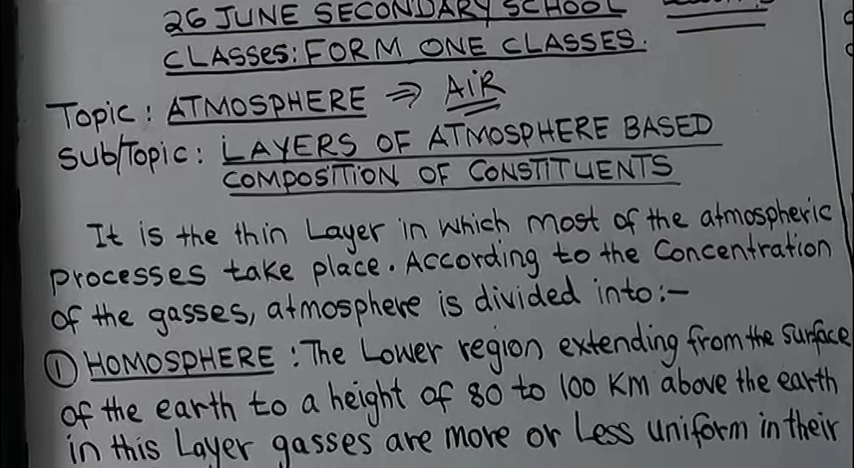 26 JUNE SECONDARY SCHOOL
CLASSES: FORM ONE CLASSES.
Topic: ATMOSPHERE ⇒ AiR
Sub/Topic: LAYERS OF ATMOSPHERE BASED
COMPOSITION OF CONSTITUENTS
It is the thin Layer in which most of the atmospheric
processes take place. According to the Concentration
of the gasses, atmosphere is divided into:-
① HOMOSPHERE: The Lower region extending from the surface
of the earth to a height of 80 to 100 Km above the earth
in this Layer gasses are more or Less uniform in their